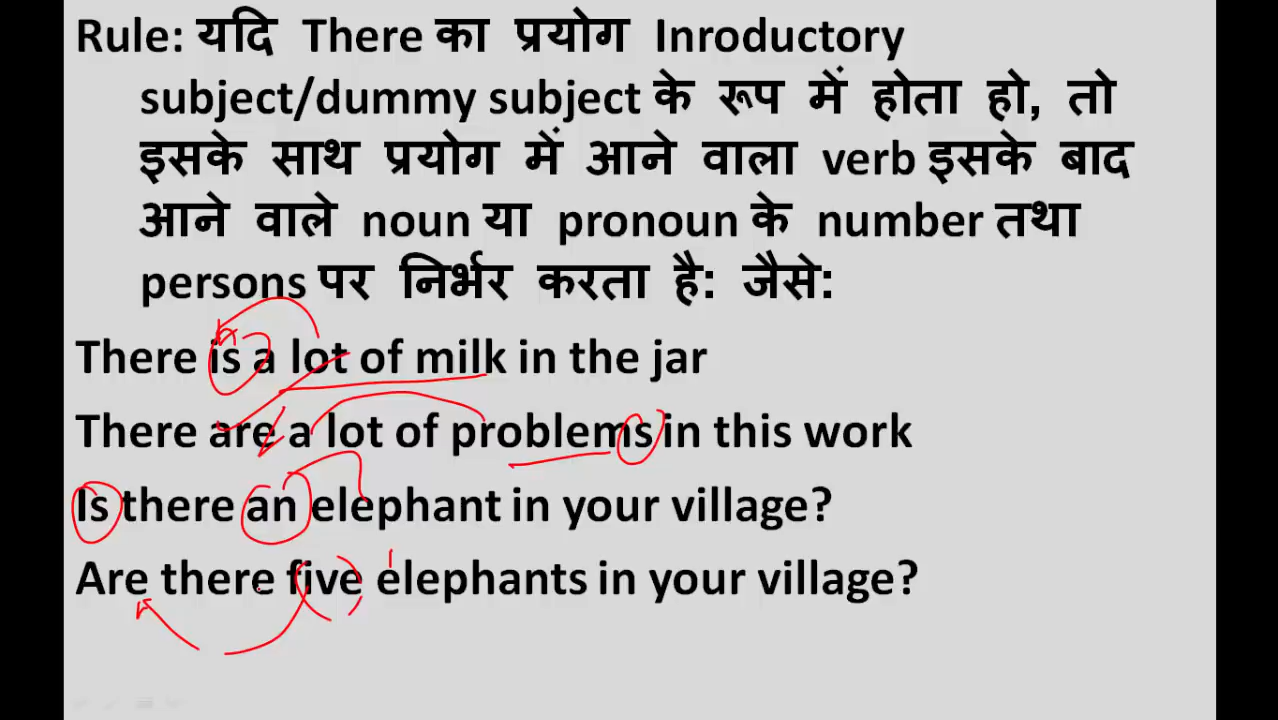 Rule: यदि There का प्रयोग Inroductory
subject/dummy subject के रूप में होता हो, तो
इसके साथ प्रयोग में आने वाला verb इसके बाद
आने वाले noun या pronoun के number तथा
persons पर निर्भर करता है: जैसे:
There is a lot of milk in the jar
There are a lot of problems in this work
Is there an elephant in your village?
Are there five elephants in your village?